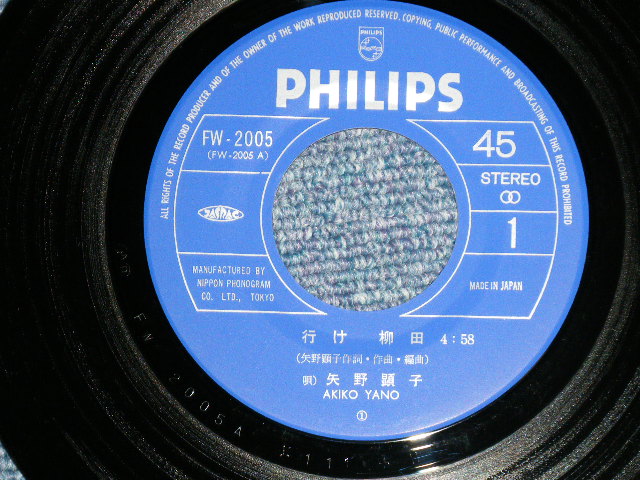 ALL RIGHTS OF THE RECORD PRODUCER AND OF THE OWNER OF THE WORK REPRODUCED RESERVED. COPYING, PUBLIC PERFORMANCE AND BROADCASTING OF THIS RECORD PROHIBITED
PHILIPS
PHILIPS
FW-2005
(FW-2005 A)
45
STEREO
JASRAC
1
MANUFACTURED BY
NIPPON PHONOGRAM
CO. LTD., TOKYO
MADE IN JAPAN
行け 柳田 4:58
(矢野顕子作詞・作曲・編曲)
唄) 矢野顕子
AKIKO YANO
①
FW 2005A